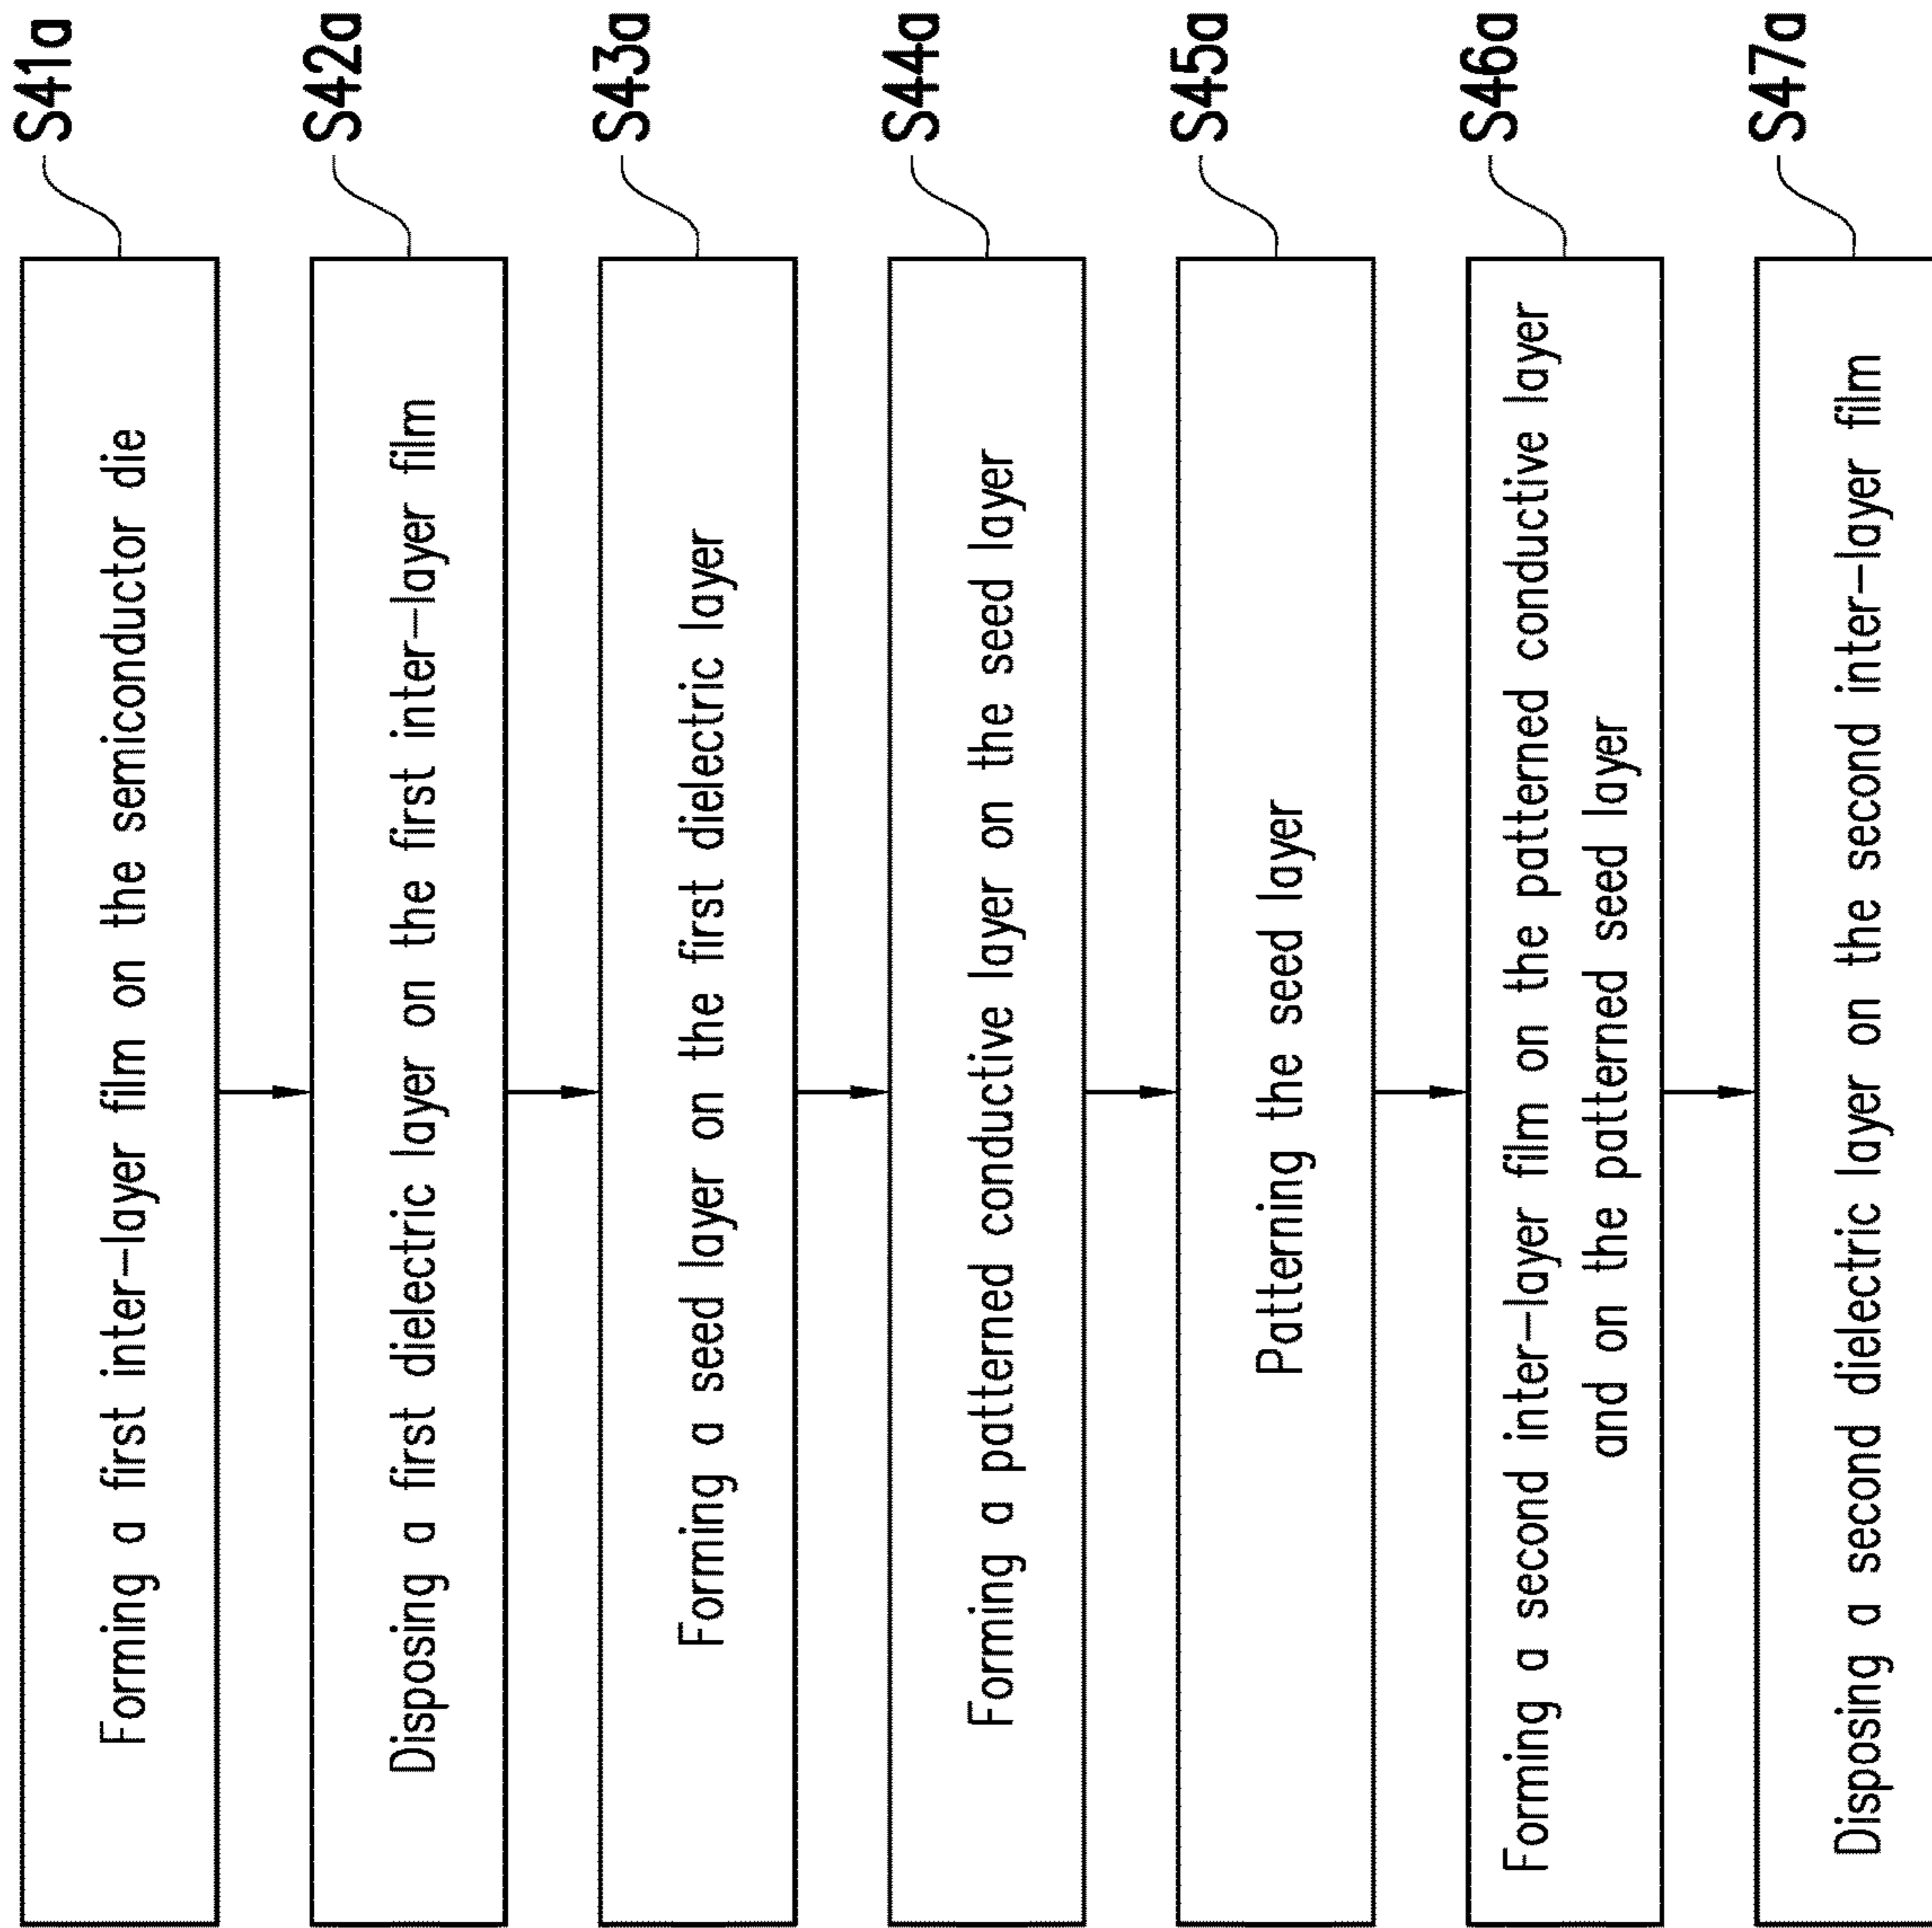 S41a
Forming a first inter-layer film on the semiconductor die
S42a
Disposing a first dielectric layer on the first inter-layer film
S43a
Forming a seed layer on the first dielectric layer
S44a
Forming a patterned conductive layer on the seed layer
S45a
Patterning the seed layer
S46a
Forming a second inter-layer film on the patterned conductive layer
and on the patterned seed layer
S47a
Disposing a second dielectric layer on the second inter-layer film